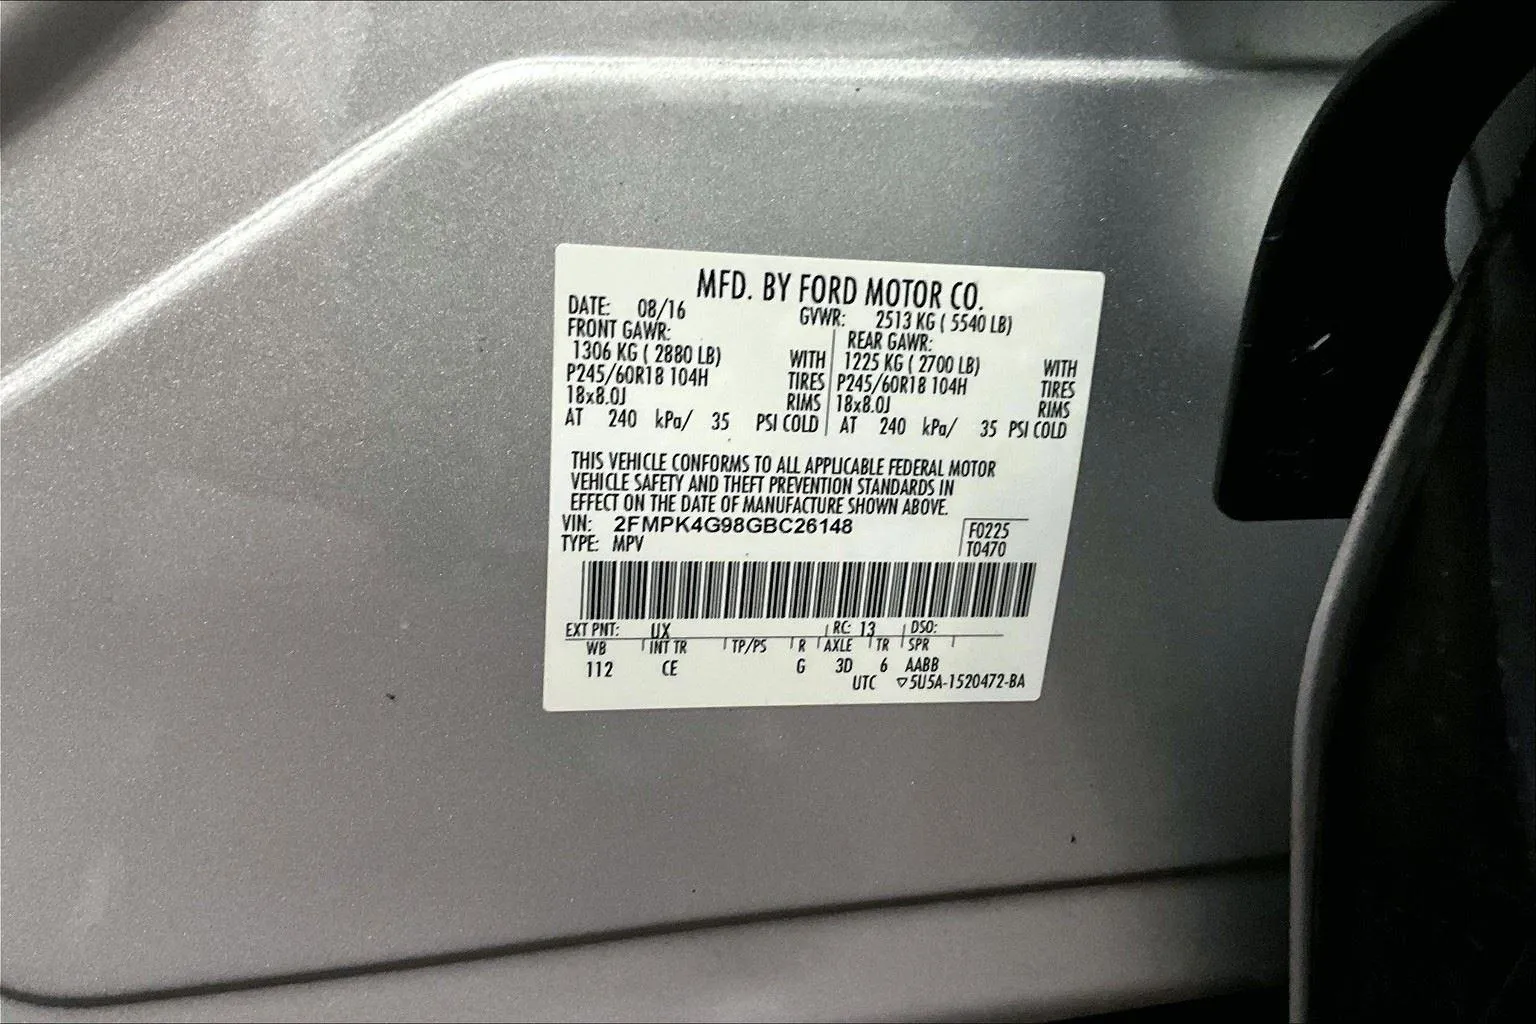 MFD. BY FORD MOTOR CO.
DATE: 08/16 GVWR: 2513 KG ( 5540 LB)
FRONT GAWR: REAR GAWR:
1306 KG ( 2880 LB) WITH 1225 KG ( 2700 LB) WITH
P245/60R18 104H TIRES P245/60R18 104H TIRES
18x8.0J RIMS 18x8.0J RIMS
AT 240 kPa/ 35 PSI COLD AT 240 kPa/ 35 PSI COLD
THIS VEHICLE CONFORMS TO ALL APPLICABLE FEDERAL MOTOR
VEHICLE SAFETY AND THEFT PREVENTION STANDARDS IN
EFFECT ON THE DATE OF MANUFACTURE SHOWN ABOVE.
VIN: 2FMPK4G98GBC26148 F0225
TYPE: MPV T0470
EXT PNT: UX RC: 13 DSO:
WB INT TR TP/PS R AXLE TR SPR
112 CE G 3D 6 AABB
UTC ▽5U5A-1520472-BA